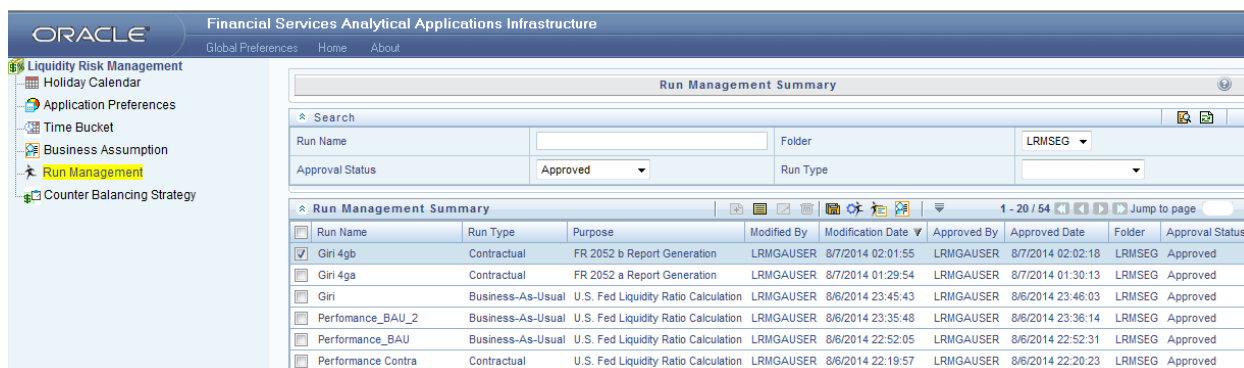 ORACLE
Financial Services Analytical Applications Infrastructure
Global Preferences Home About
Liquidity Risk Management
Holiday Calendar
Application Preferences
Time Bucket
Business Assumption
Run Management
Counter Balancing Strategy
Run Management Summary
Search
Run Name Folder LRMSEG
Approval Status Approved Run Type
Run Management Summary 1 - 20 / 54 Jump to page
Run Name Run Type Purpose Modified By Modification Date Approved By Approved Date Folder Approval Status
Giri 4gb Contractual FR 2052 b Report Generation LRMGAUSER 8/7/2014 02:01:55 LRMGAUSER 8/7/2014 02:02:18 LRMSEG Approved
Giri 4ga Contractual FR 2052 a Report Generation LRMGAUSER 8/7/2014 01:29:54 LRMGAUSER 8/7/2014 01:30:13 LRMSEG Approved
Giri Business-As-Usual U.S. Fed Liquidity Ratio Calculation LRMGAUSER 8/6/2014 23:45:43 LRMGAUSER 8/6/2014 23:46:03 LRMSEG Approved
Perfomance_BAU_2 Business-As-Usual U.S. Fed Liquidity Ratio Calculation LRMGAUSER 8/6/2014 23:35:48 LRMGAUSER 8/6/2014 23:36:14 LRMSEG Approved
Performance_BAU Business-As-Usual U.S. Fed Liquidity Ratio Calculation LRMGAUSER 8/6/2014 22:52:05 LRMGAUSER 8/6/2014 22:52:31 LRMSEG Approved
Performance Contra Contractual U.S. Fed Liquidity Ratio Calculation LRMGAUSER 8/6/2014 22:19:57 LRMGAUSER 8/6/2014 22:20:23 LRMSEG Approved